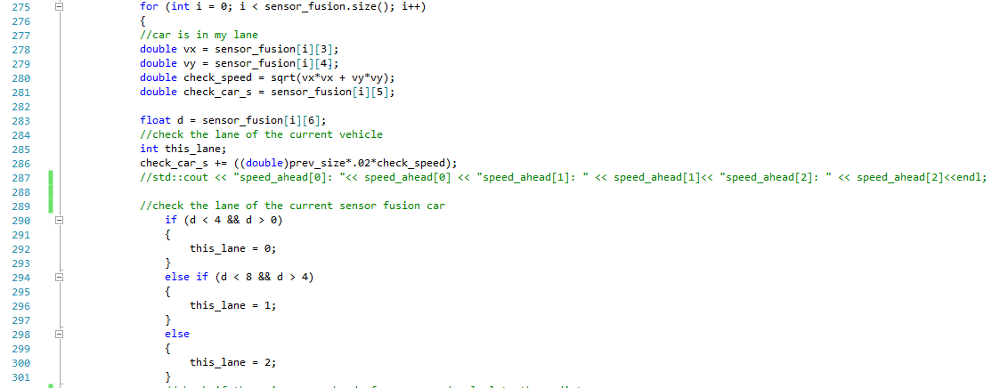 275 for (int i = 0; i < sensor_fusion.size(); i++)
276 {
277 //car is in my lane
278 double vx = sensor_fusion[i][3];
279 double vy = sensor_fusion[i][4];
280 double check_speed = sqrt(vx*vx + vy*vy);
281 double check_car_s = sensor_fusion[i][5];
282
283 float d = sensor_fusion[i][6];
284 //check the lane of the current vehicle
285 int this_lane;
286 check_car_s += ((double)prev_size*.02*check_speed);
287 //std::cout << "speed_ahead[0]: "<< speed_ahead[0] << "speed_ahead[1]: " << speed_ahead[1]<< "speed_ahead[2]: " << speed_ahead[2]<<endl;
288
289 //check the lane of the current sensor fusion car
290 if (d < 4 && d > 0)
291 {
292 this_lane = 0;
293 }
294 else if (d < 8 && d > 4)
295 {
296 this_lane = 1;
297 }
298 else
299 {
300 this_lane = 2;
301 }